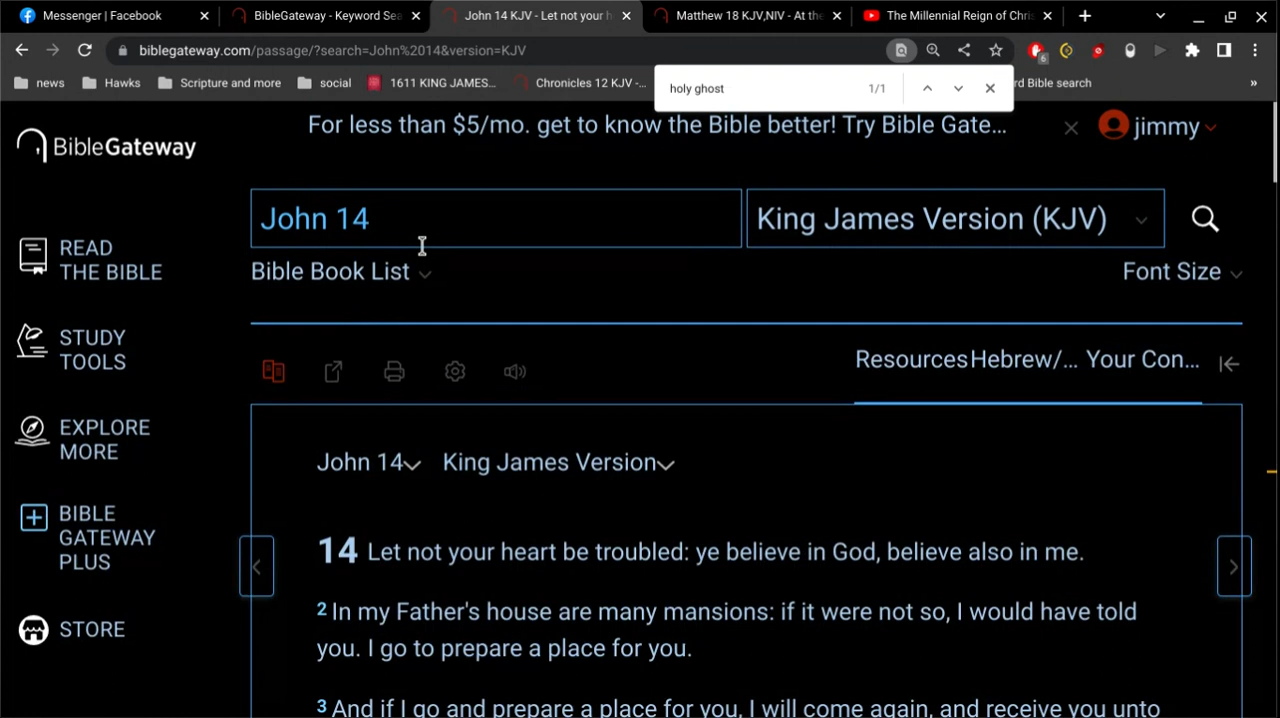 Messenger | Facebook
BibleGateway - Keyword Sea
John 14 KJV - Let not your h
Matthew 18 KJV,NIV - At the
The Millennial Reign of Chris
biblegateway.com/passage/?search=John%2014&version=KJV
6
news
Hawks
Scripture and more
social
1611 KING JAMES...
Chronicles 12 KJV -...
rd Bible search
»
holy ghost 1/1
For less than $5/mo. get to know the Bible better! Try Bible Gate...
jimmy
BibleGateway
John 14
King James Version (KJV)
READ
THE BIBLE
Bible Book List
Font Size
STUDY
TOOLS
Resources Hebrew/... Your Con...
EXPLORE
MORE
John 14 King James Version
BIBLE
GATEWAY
PLUS
14 Let not your heart be troubled: ye believe in God, believe also in me.
2 In my Father's house are many mansions: if it were not so, I would have told
you. I go to prepare a place for you.
STORE
3 And if I go and prepare a place for you, I will come again, and receive you unto